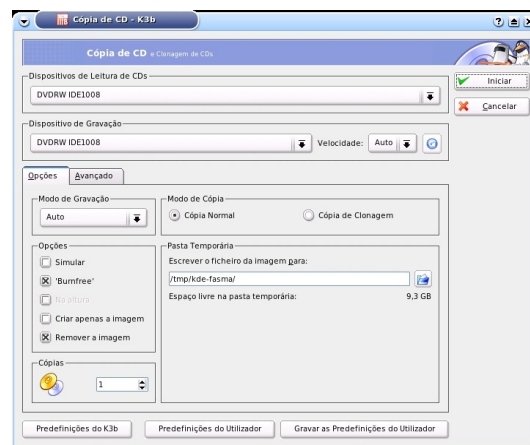 Cópia de CD - K3b
Cópia de CD e Clonagem de CDs
Dispositivos de Leitura de CDs
DVDRW IDE1008
Iniciar
Cancelar
Dispositivo de Gravação
DVDRW IDE1008
Velocidade: Auto
Opções Avançado
Modo de Gravação
Auto
Modo de Cópia
Cópia Normal
Cópia de Clonagem
Opções
Simular
'Burnfree'
Na altura
Criar apenas a imagem
Remover a imagem
Pasta Temporária
Escrever o ficheiro da imagem para:
/tmp/kde-fasma/
Espaço livre na pasta temporária: 9,3 GB
Cópias
1
Predefinições do K3b
Predefinições do Utilizador
Gravar as Predefinições do Utilizador